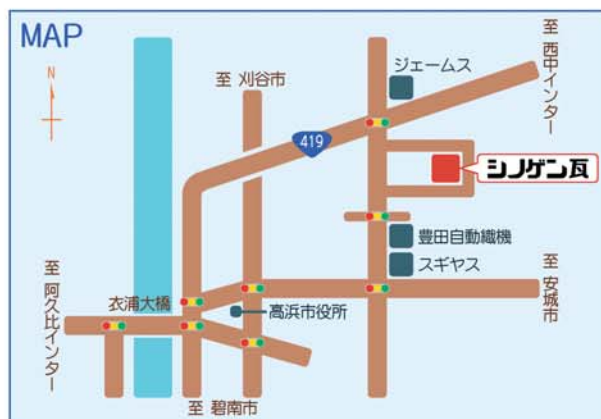 MAP
N
至 刈谷市
ジェームス
至 西中インター
419
シノゲン瓦
豊田自動織機
スギヤス
至 阿久比インター
衣浦大橋
高浜市役所
至 安城市
至 碧南市